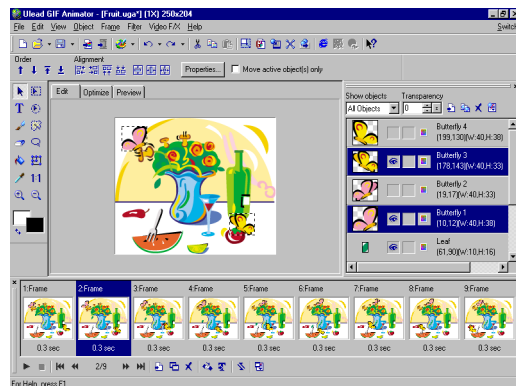 Ulead GIF Animator - [Fruit.uga*] (1X) 250x204
File Edit View Object Frame Filter Video F/X Help Switch
Order Alignment
Properties... Move active object(s) only
Edit Optimize Preview
Show objects Transparency
All Objects 0
Butterfly 4
(199,130)(W:40,H:38)
Butterfly 3
(178,143)(W:40,H:33)
Butterfly 2
(19,17)(W:40,H:33)
Butterfly 1
(10,12)(W:40,H:38)
Leaf
(61,90)(W:10,H:16)
1:1
1:Frame 2:Frame 3:Frame 4:Frame 5:Frame 6:Frame 7:Frame 8:Frame 9:Frame
0.3 sec 0.3 sec 0.3 sec 0.3 sec 0.3 sec 0.3 sec 0.3 sec 0.3 sec 0.3 sec
2/9
For Help, press F1